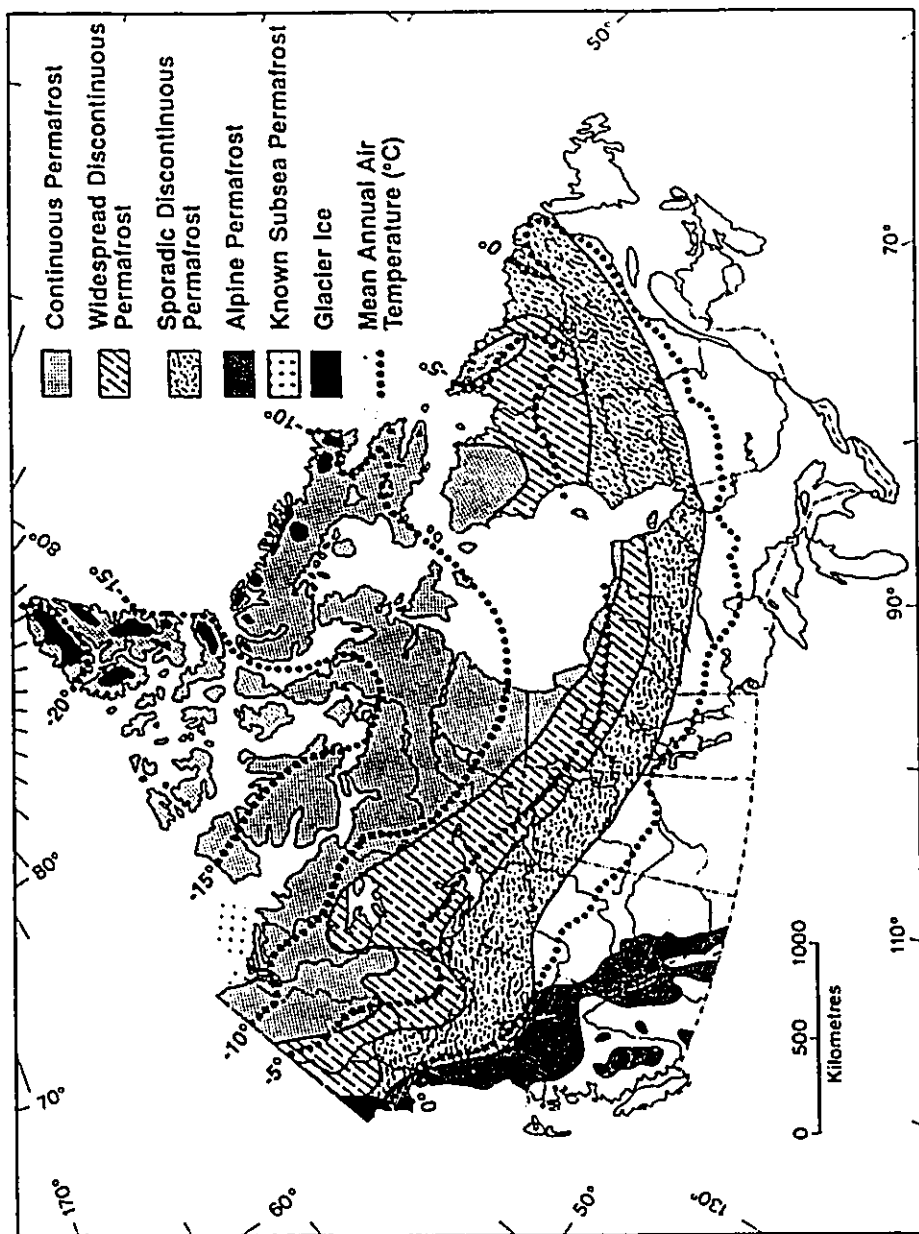 Continuous Permafrost
Widespread Discontinuous
Permafrost
Sporadic Discontinuous
Permafrost
Alpine Permafrost
Known Subsea Permafrost
Glacier Ice
Mean Annual Air
Temperature (°C)
170°
70°
80°
80°
60°
50°
130°
110°
90°
70°
50°
-20°
-15°
-15°
-10°
-10°
-10°
-5°
-5°
0°
0°
0
500
1000
Kilometres